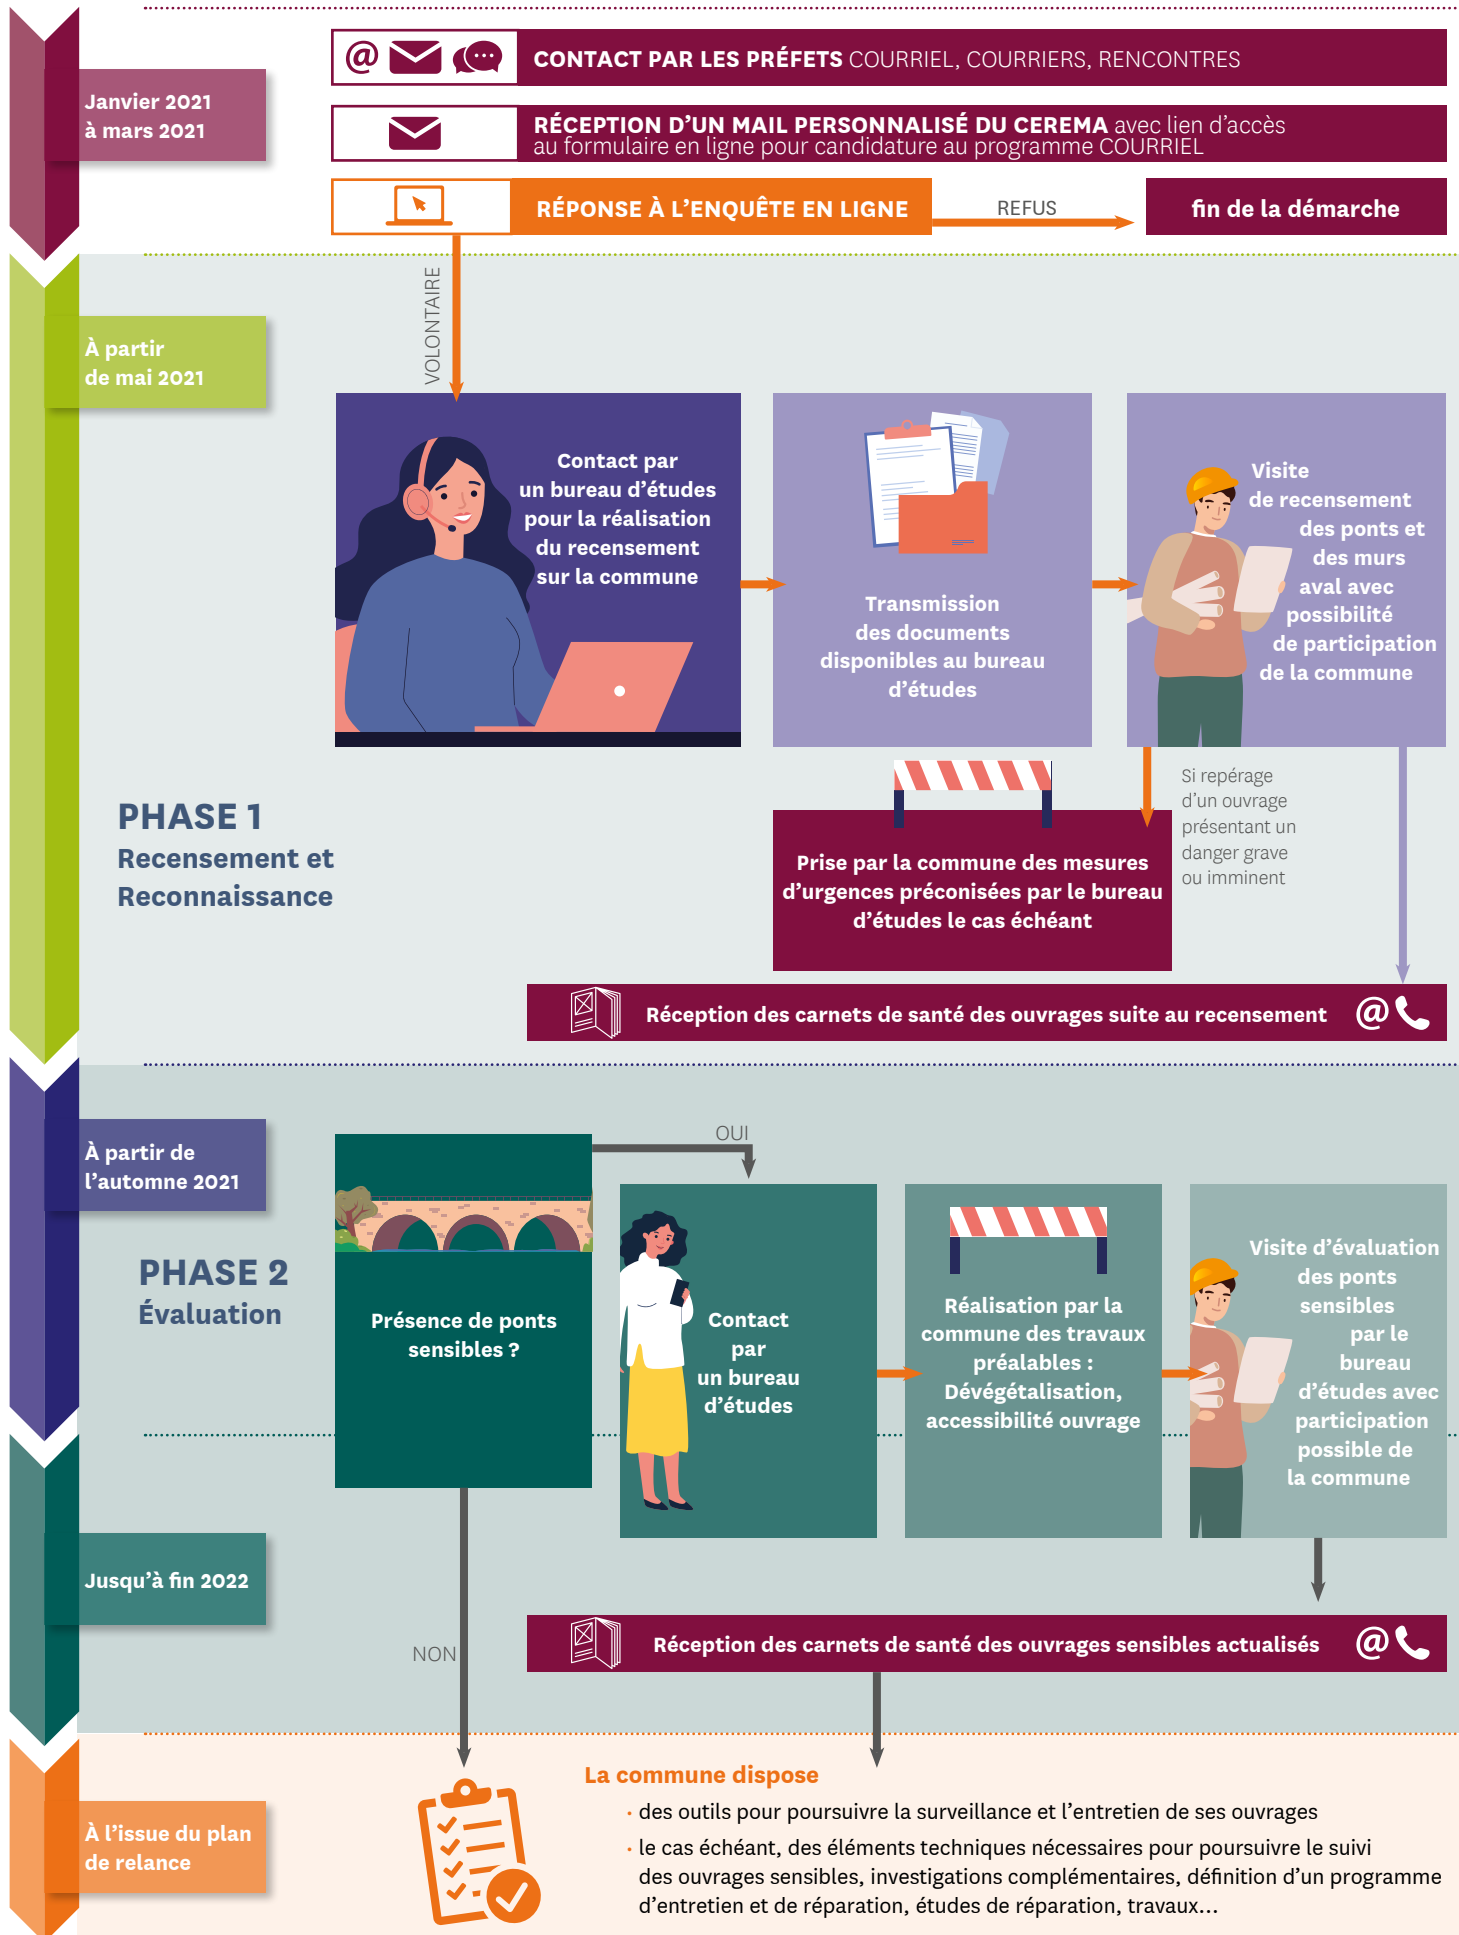 Janvier 2021
à mars 2021
@
CONTACT PAR LES PRÉFETS COURRIEL, COURRIERS, RENCONTRES
RÉCEPTION D’UN MAIL PERSONNALISÉ DU CEREMA avec lien d’accès
au formulaire en ligne pour candidature au programme COURRIEL
RÉPONSE À L’ENQUÊTE EN LIGNE
REFUS
fin de la démarche
VOLONTAIRE
À partir
de mai 2021
Contact par
un bureau d’études
pour la réalisation
du recensement
sur la commune
Transmission
des documents
disponibles au bureau
d’études
Visite
de recensement
des ponts et
des murs
aval avec
possibilité
de participation
de la commune
PHASE 1
Recensement et
Reconnaissance
Si repérage
d’un ouvrage
présentant un
danger grave
ou imminent
Prise par la commune des mesures
d’urgences préconisées par le bureau
d’études le cas échéant
Réception des carnets de santé des ouvrages suite au recensement
@
À partir de
l’automne 2021
PHASE 2
Évaluation
OUI
Présence de ponts
sensibles ?
Contact
par
un bureau
d’études
Réalisation par la
commune des travaux
préalables :
Dévégétalisation,
accessibilité ouvrage
Visite d’évaluation
des ponts
sensibles
par le
bureau
d’études avec
participation
possible de
la commune
Jusqu’à fin 2022
NON
Réception des carnets de santé des ouvrages sensibles actualisés
@
À l’issue du plan
de relance
La commune dispose
· des outils pour poursuivre la surveillance et l’entretien de ses ouvrages
· le cas échéant, des éléments techniques nécessaires pour poursuivre le suivi
des ouvrages sensibles, investigations complémentaires, définition d’un programme
d’entretien et de réparation, études de réparation, travaux…